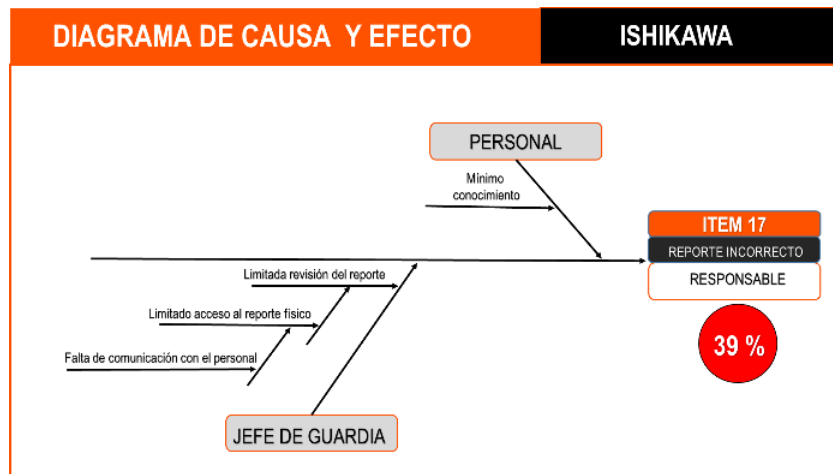 DIAGRAMA DE CAUSA Y EFECTO
ISHIKAWA
PERSONAL
Mínimo
conocimiento
ITEM 17
REPORTE INCORRECTO
RESPONSABLE
39 %
Limitada revisión del reporte
Limitado acceso al reporte físico
Falta de comunicación con el personal
JEFE DE GUARDIA